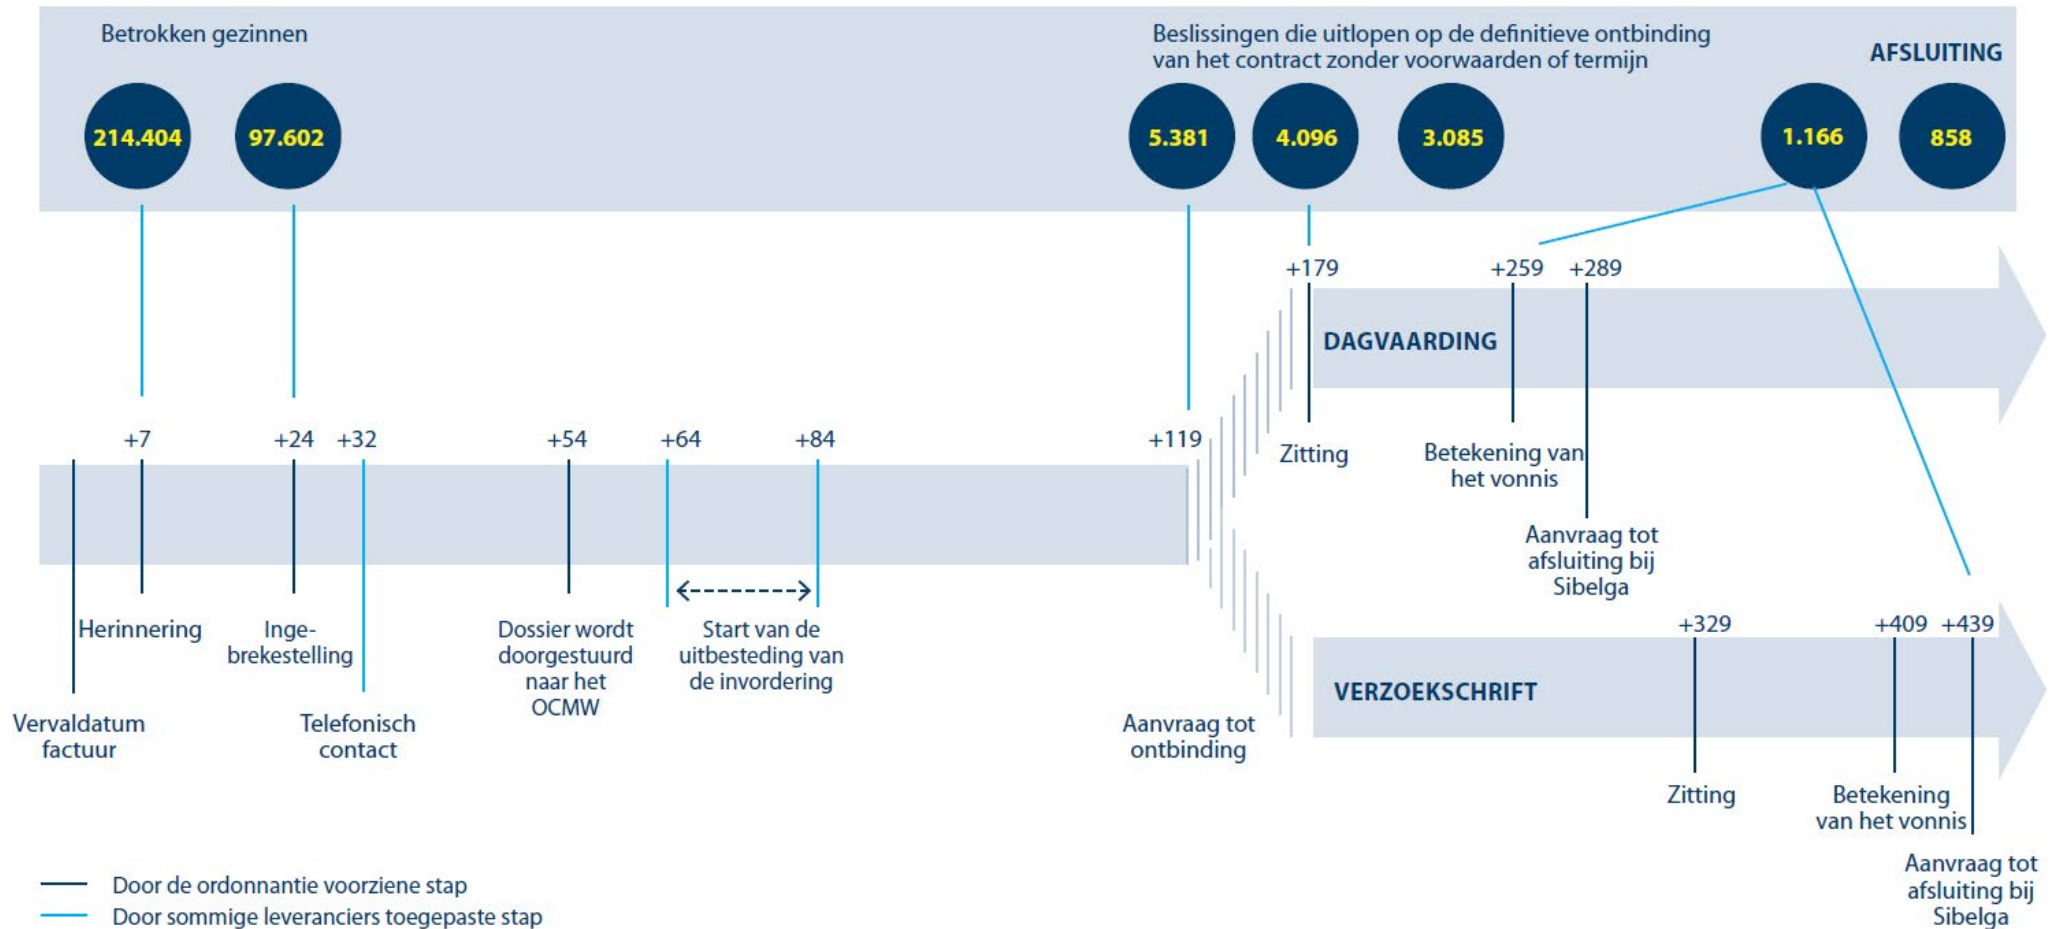 Betrokken gezinnen
Beslissingen die uitlopen op de definitieve ontbinding
van het contract zonder voorwaarden of termijn
AFSLUITING
214.404
97.602
5.381
4.096
3.085
1.166
858
+179
+259
+289
DAGVAARDING
Zitting
Betekening van
het vonnis
Aanvraag tot
afsluiting bij
Sibelga
+7
+24
+32
+54
+64
+84
+119
Herinnering
Inge-
brekestelling
Dossier wordt
doorgestuurd
naar het
OCMW
Start van de
uitbesteding van
de invordering
Vervaldatum
factuur
Telefonisch
contact
Aanvraag tot
ontbinding
+329
+409
+439
VERZOEKSCHRIFT
Zitting
Betekening
van het vonnis
Aanvraag tot
afsluiting bij
Sibelga
Door de ordonnantie voorziene stap
Door sommige leveranciers toegepaste stap